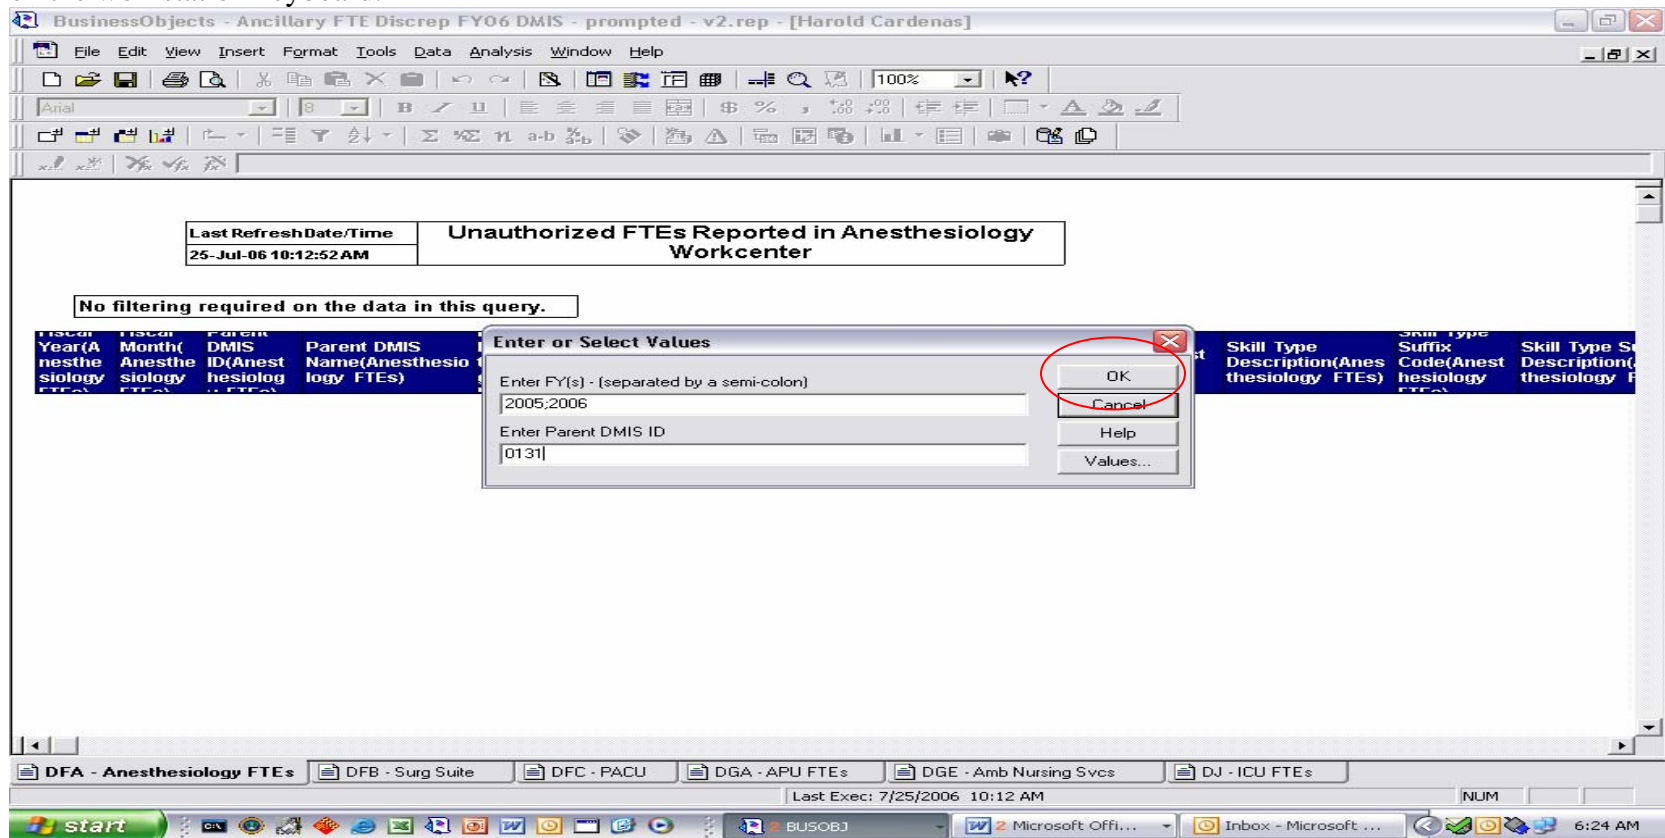 BusinessObjects - Ancillary FTE Discrep FY06 DMIS - prompted - v2.rep - [Harold Cardenas]
File Edit View Insert Format Tools Data Analysis Window Help
100%
Arial 8 B U $ %
Last Refresh Date/Time
25-Jul-06 10:12:52 AM
Unauthorized FTEs Reported in Anesthesiology
Workcenter
No filtering required on the data in this query.
Year(A
nesthe
siology
Month(
Anesthe
siology
DMIS
ID(Anest
hesiolog
Parent DMIS
Name(Anesthesio
logy FTEs)
Skill Type
Description(Anes
thesiology FTEs)
Suffix
Code(Anest
hesiology
Skill Type S
Description(
thesiology F
Enter or Select Values
Enter FY(s) - (separated by a semi-colon)
2005;2006
Enter Parent DMIS ID
0131
OK
Cancel
Help
Values...
DFA - Anesthesiology FTEs DFB - Surg Suite DFC - PACU DGA - APU FTEs DGE - Amb Nursing Svcs DJ - ICU FTEs
Last Exec: 7/25/2006 10:12 AM NUM
start 2 BUSOBJ 2 Microsoft Offi... Inbox - Microsoft ... 6:24 AM